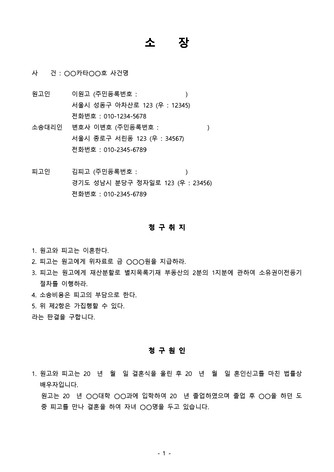 소 장
사 건 : ○○카타○○호 사건명
원고인 이원고 (주민등록번호 : )
서울시 성동구 아차산로 123 (우 : 12345)
전화번호 : 010-1234-5678
소송대리인 변호사 이변호 (주민등록번호 : )
서울시 종로구 서린동 123 (우 : 34567)
전화번호 : 010-2345-6789
피고인 김피고 (주민등록번호 : )
경기도 성남시 분당구 정자일로 123 (우 : 23456)
전화번호 : 010-2345-6789
청 구 취 지
1. 원고와 피고는 이혼한다.
2. 피고는 원고에게 위자료로 금 ○○○원을 지급하라.
3. 피고는 원고에게 재산분할로 별지목록기재 부동산의 2분의 1지분에 관하여 소유권이전등기
절차를 이행하라.
4. 소송비용은 피고의 부담으로 한다.
5. 위 제2항은 가집행할 수 있다.
라는 판결을 구합니다.
청 구 원 인
1. 원고와 피고는 20 년 월 일 결혼식을 올린 후 20 년 월 일 혼인신고를 마친 법률상
배우자입니다.
원고는 20 년 ○○대학 ○○과에 입학하여 20 년 졸업하였으며 졸업 후 ○○을 하던 도
중 피고를 만나 결혼을 하여 자녀 ○○명을 두고 있습니다.
- 1 -